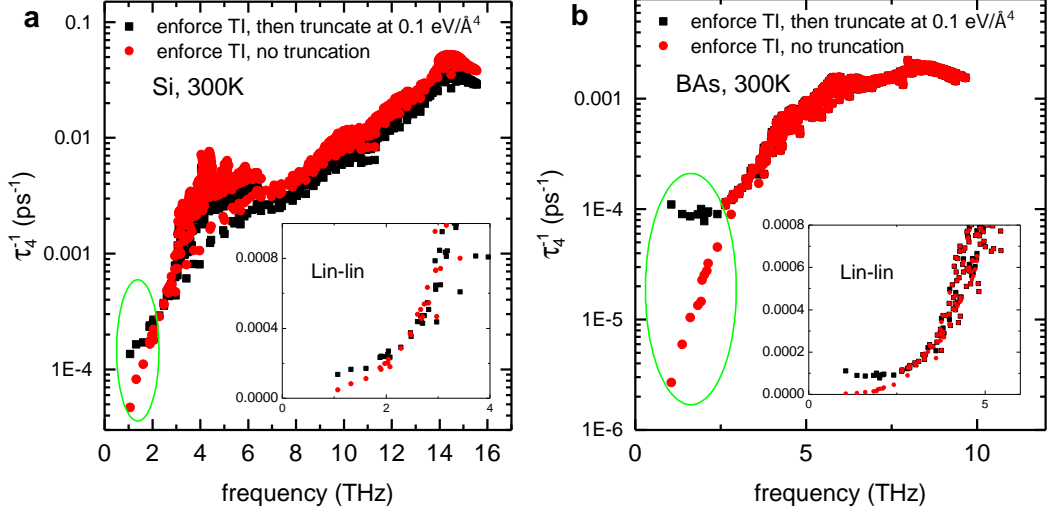 a
enforce TI, then truncate at 0.1 eV/Å⁴
enforce TI, no truncation
Si, 300K
0.1
0.01
0.001
1E-4
τ₄⁻¹ (ps⁻¹)
Lin-lin
0.0008
0.0004
0.0000
0 2 4
0 2 4 6 8 10 12 14 16
frequency (THz)
b
enforce TI, then truncate at 0.1 eV/Å⁴
enforce TI, no truncation
BAs, 300K
0.001
1E-4
1E-5
1E-6
τ₄⁻¹ (ps⁻¹)
Lin-lin
0.0008
0.0006
0.0004
0.0002
0.0000
0 5
0 5 10
frequency (THz)